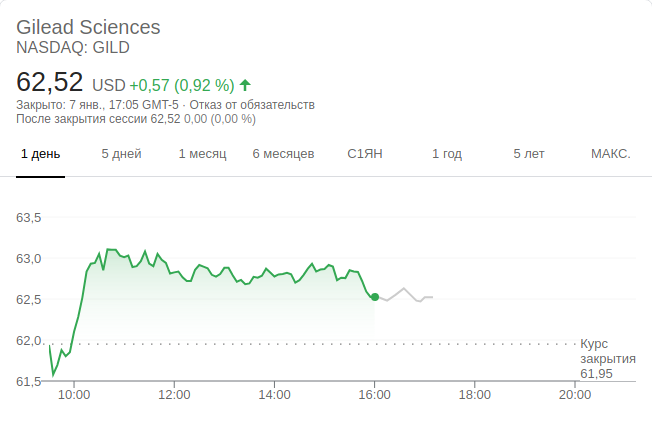 Gilead Sciences
NASDAQ: GILD
62,52 USD +0,57 (0,92 %)
Закрыто: 7 янв., 17:05 GMT-5 · Отказ от обязательств
После закрытия сессии 62,52 0,00 (0,00 %)
1 день 5 дней 1 месяц 6 месяцев С1ЯН 1 год 5 лет МАКС.
63,5
63,0
62,5
62,0
61,5
Курс
закрытия
61,95
10:00 12:00 14:00 16:00 18:00 20:00